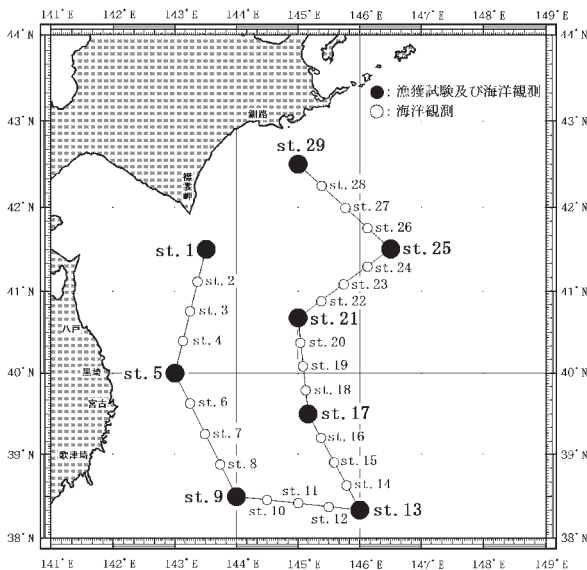 141°E 142°E 143°E 144°E 145°E 146°E 147°E 148°E 149°E
44°N 44°N
●: 漁獲試験及び海洋観測
○: 海洋観測
43°N 43°N
釧路
st.29
襟裳岬
st.28
42°N 42°N
st.27
st.26
st.1 st.25
st.24
st.2
st.23
41°N 41°N
st.22
st.3
st.21
八戸
st.20
st.4
st.19
黒埼
st.5
40°N 40°N
st.18
宮古
st.6
st.17
st.16
st.7
39°N 39°N
歌津埼
st.15
st.8
st.14
st.9 st.11
st.10 st.12 st.13
38°N 38°N
141°E 142°E 143°E 144°E 145°E 146°E 147°E 148°E 149°E